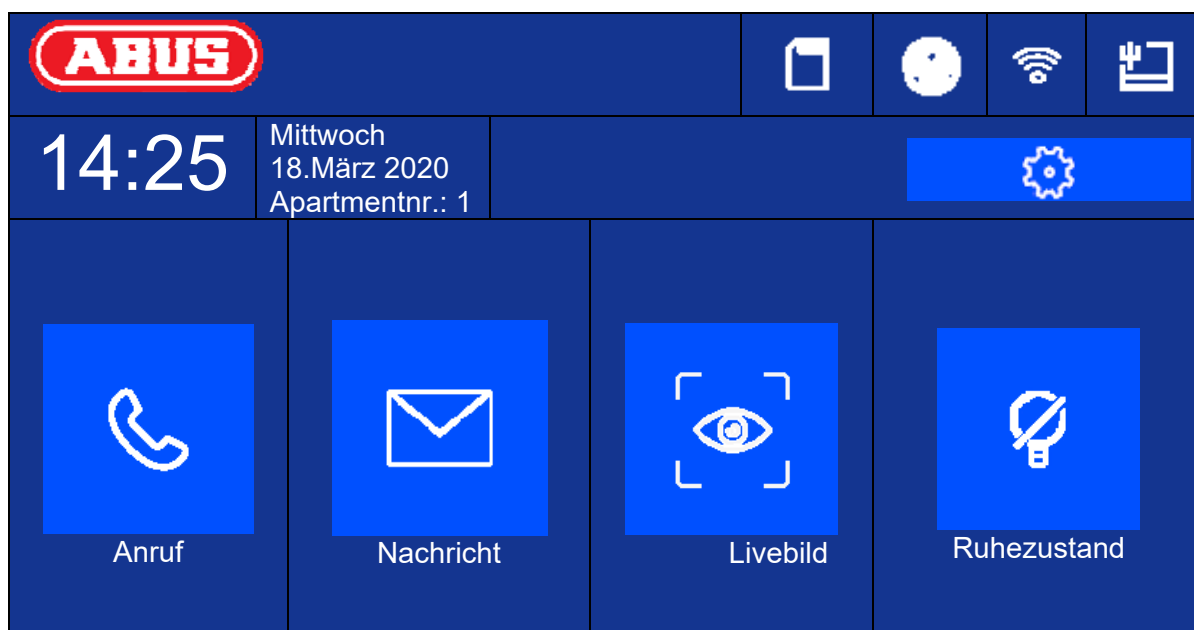 ABUS
14:25
Mittwoch
18.März 2020
Apartmentnr.: 1
Anruf
Nachricht
Livebild
Ruhezustand